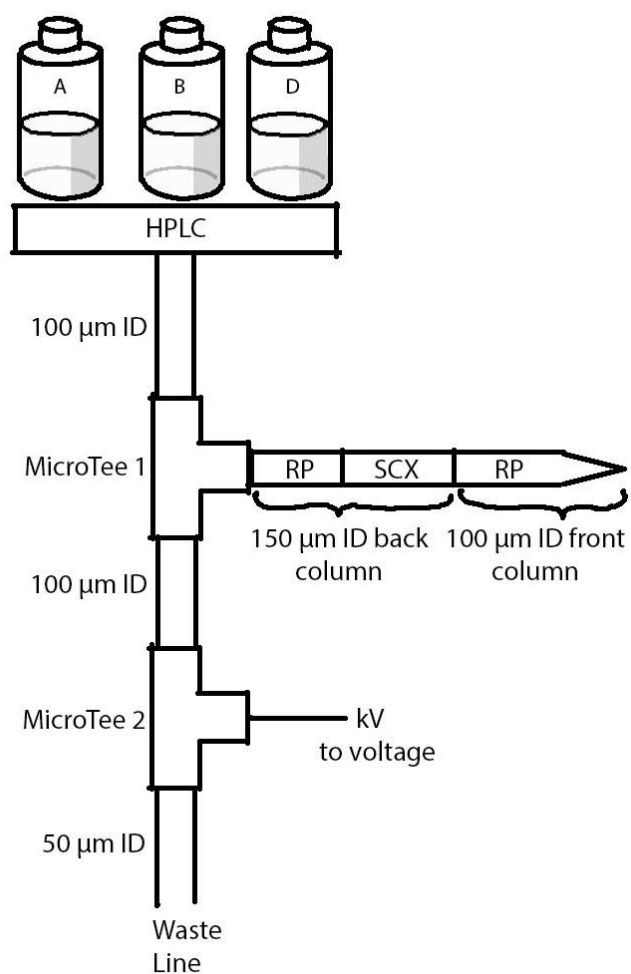 A
B
D
HPLC
100 µm ID
MicroTee 1
RP
SCX
RP
150 µm ID back
column
100 µm ID front
column
100 µm ID
MicroTee 2
kV
to voltage
50 µm ID
Waste
Line